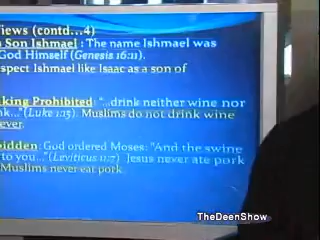 iews (contd...4)
Son Ishmael : The name Ishmael was
God Himself (Genesis 16:11).
spect Ishmael like Isaac as a son of
king Prohibited: "...drink neither wine nor
k..."(Luke 1:15). Muslims do not drink wine
ever.
idden: God ordered Moses: "And the swine
to you..."(Leviticus 11:7) Jesus never ate pork
Muslims never eat pork.
TheDeenShow